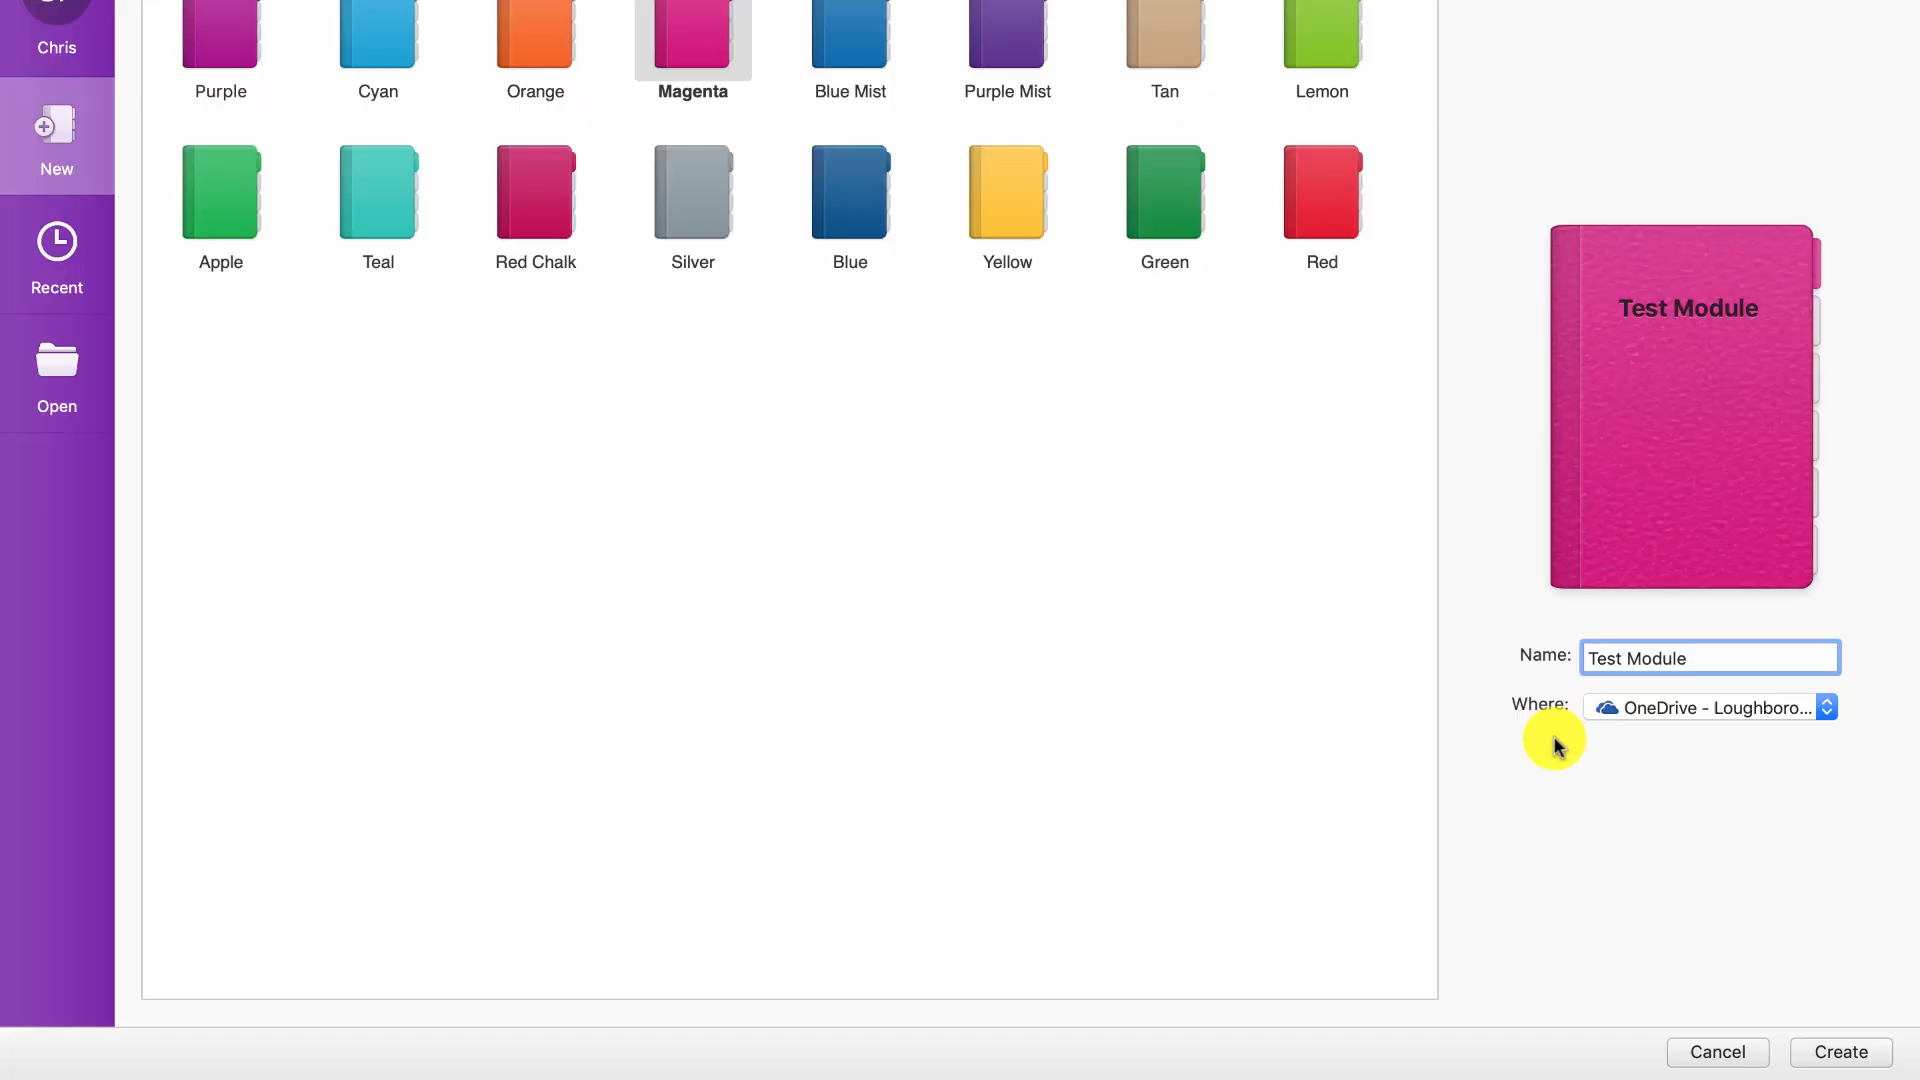 Chris
New
Recent
Open
Purple
Cyan
Orange
Magenta
Blue Mist
Purple Mist
Tan
Lemon
Apple
Teal
Red Chalk
Silver
Blue
Yellow
Green
Red
Test Module
Name: Test Module
Where: OneDrive - Loughboro...
Cancel
Create